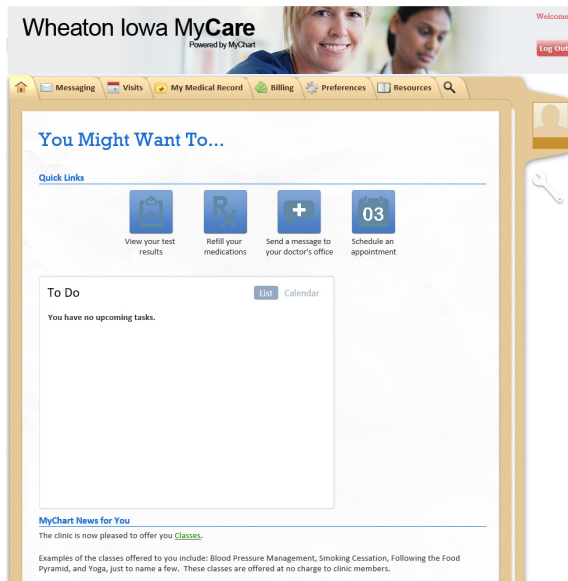 Wheaton Iowa MyCare
Powered by MyChart
Welcome
Log Out
Messaging Visits My Medical Record Billing Preferences Resources
You Might Want To...
Quick Links
View your test results
Refill your medications
Send a message to your doctor's office
03
Schedule an appointment
To Do List Calendar
You have no upcoming tasks.
MyChart News for You
The clinic is now pleased to offer you Classes.
Examples of the classes offered to you include: Blood Pressure Management, Smoking Cessation, Following the Food
Pyramid, and Yoga, just to name a few. These classes are offered at no charge to clinic members.